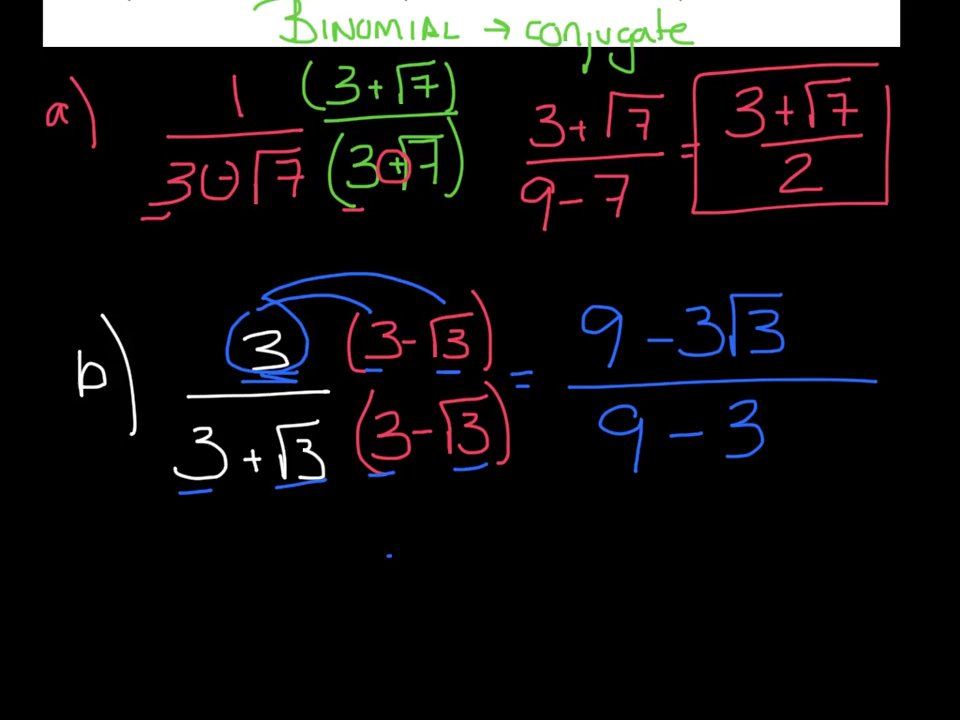 BINOMIAL → conjugate
a) 1/(3-√7) (3+√7)/(3+√7) (3+√7)/(9-7) = (3+√7)/2
b) 3/(3+√3) (3-√3)/(3-√3) = (9-3√3)/(9-3)